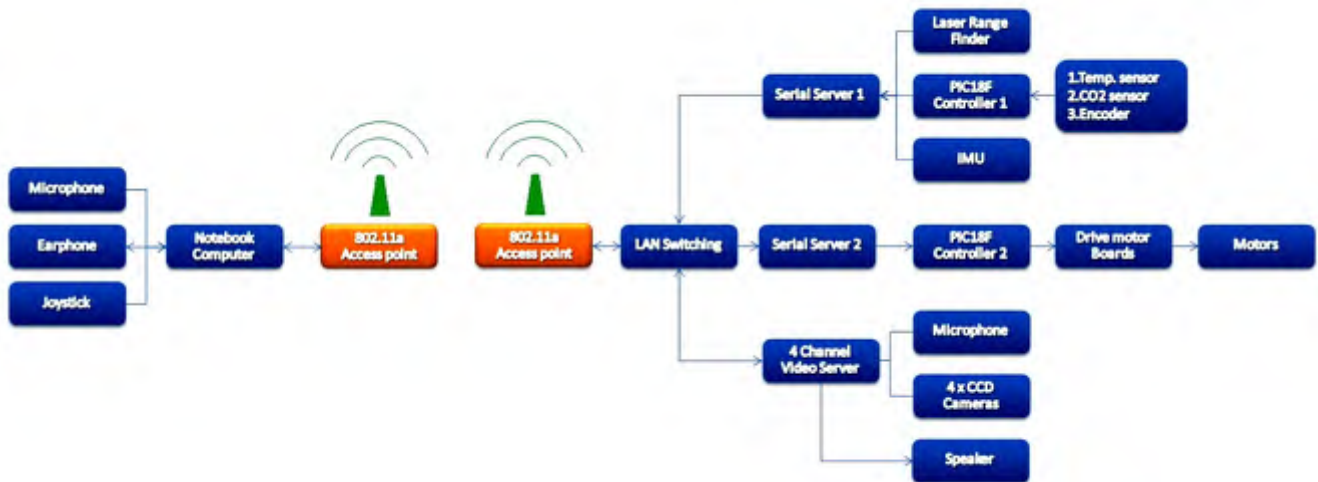 Laser Range
Finder
Serial Server 1
PIC18F
Controller 1
1.Temp. sensor
2.CO2 sensor
3.Encoder
IMU
Microphone
Earphone
Joystick
Notebook
Computer
802.11a
Access point
802.11a
Access point
LAN Switching
Serial Server 2
PIC18F
Controller 2
Drive motor
Boards
Motors
4 Channel
Video Server
Microphone
4 x CCD
Cameras
Speaker